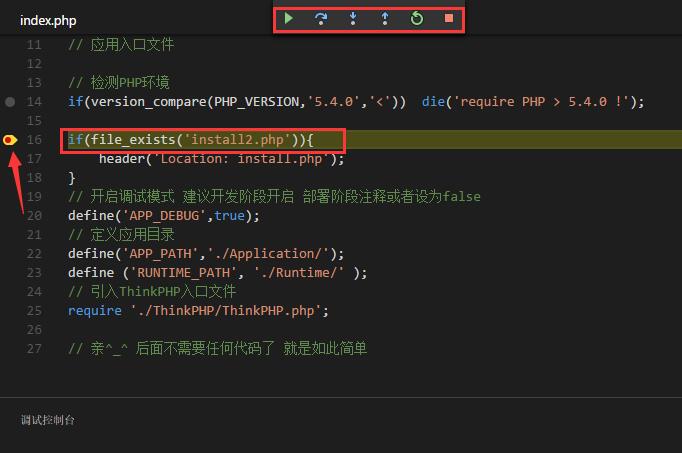 index.php
11 // 应用入口文件
12
13 // 检测PHP环境
14 if(version_compare(PHP_VERSION,'5.4.0','<'))  die('require PHP > 5.4.0 !');
15
16 if(file_exists('install2.php')){
17     header('Location: install.php');
18 }
19 // 开启调试模式 建议开发阶段开启 部署阶段注释或者设为false
20 define('APP_DEBUG',true);
21 // 定义应用目录
22 define('APP_PATH','./Application/');
23 define ('RUNTIME_PATH', './Runtime/' );
24 // 引入ThinkPHP入口文件
25 require './ThinkPHP/ThinkPHP.php';
26
27 // 亲^_^ 后面不需要任何代码了 就是如此简单
调试控制台